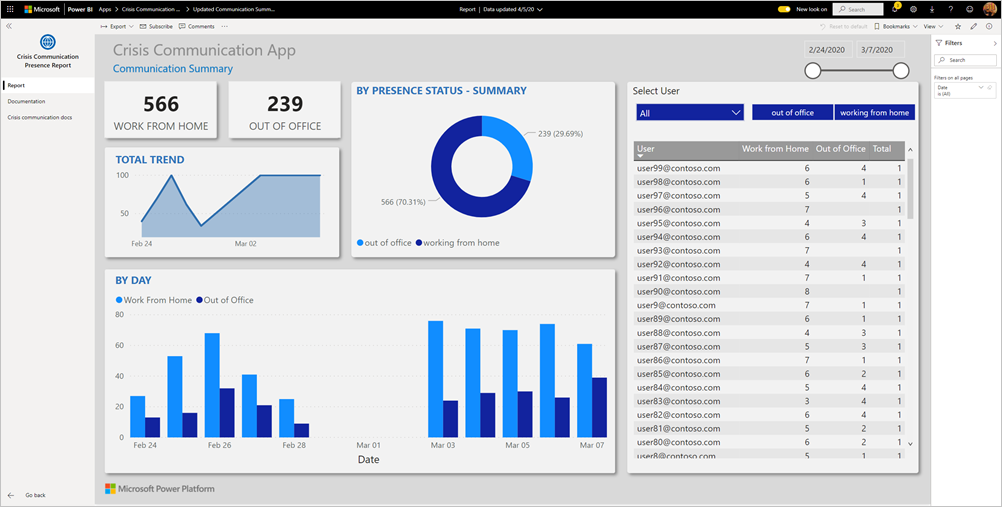 Microsoft Power BI Apps > Crisis Communication ... > Updated Communication Summ...
Report | Data updated 4/5/20
New look on
Search
Export Subscribe Comments ...
Reset to default Bookmarks View
Crisis Communication
Presence Report
Report
Documentation
Crisis communication docs
Go back
Crisis Communication App
Communication Summary
2/24/2020 3/7/2020
566
WORK FROM HOME
239
OUT OF OFFICE
TOTAL TREND
100
50
Feb 24 Mar 02
BY PRESENCE STATUS - SUMMARY
239 (29.69%)
566 (70.31%)
out of office working from home
BY DAY
Work From Home Out of Office
80
60
40
20
0
Feb 24 Feb 26 Feb 28 Mar 01 Mar 03 Mar 05 Mar 07
Date
Microsoft Power Platform
Select User
All out of office working from home
User Work from Home Out of Office Total
user99@contoso.com 6 4 1
user98@contoso.com 6 1 1
user97@contoso.com 5 4 1
user96@contoso.com 7 1
user95@contoso.com 4 3 1
user94@contoso.com 6 4 1
user93@contoso.com 7 1
user92@contoso.com 4 4 1
user91@contoso.com 7 1 1
user90@contoso.com 8 1
user9@contoso.com 7 1 1
user89@contoso.com 6 1 1
user88@contoso.com 4 3 1
user87@contoso.com 5 3 1
user86@contoso.com 7 1 1
user85@contoso.com 6 2 1
user84@contoso.com 5 4 1
user83@contoso.com 3 4 1
user82@contoso.com 6 4 1
user81@contoso.com 5 2 1
user80@contoso.com 6 2 1
user8@contoso.com 5 1 1
Filters
Search
Filters on all pages
Date
is (All)